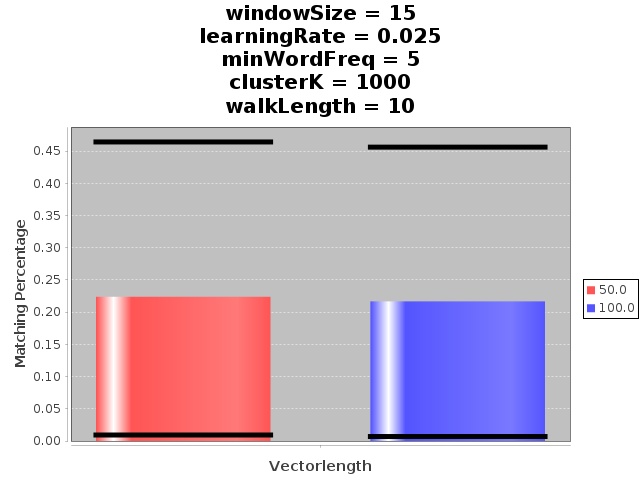 windowSize = 15
learningRate = 0.025
minWordFreq = 5
clusterK = 1000
walkLength = 10
0.45
0.40
0.35
0.30
0.25
0.20
0.15
0.10
0.05
0.00
Matching Percentage
Vectorlength
50.0
100.0